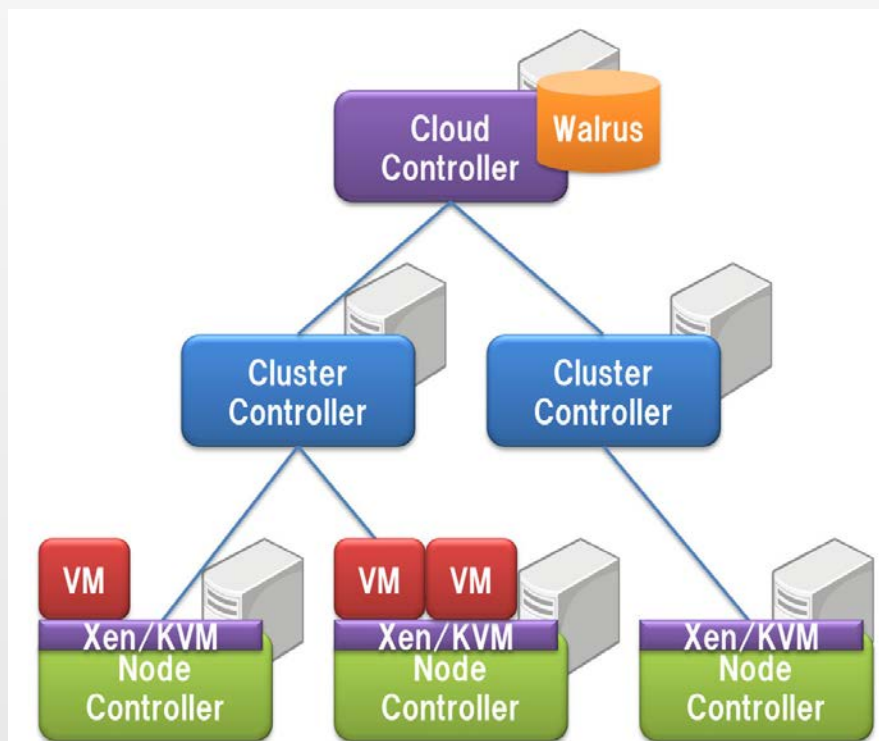 Cloud
Controller
Walrus
Cluster
Controller
Cluster
Controller
VM
VM
VM
Xen/KVM
Node
Controller
Xen/KVM
Node
Controller
Xen/KVM
Node
Controller